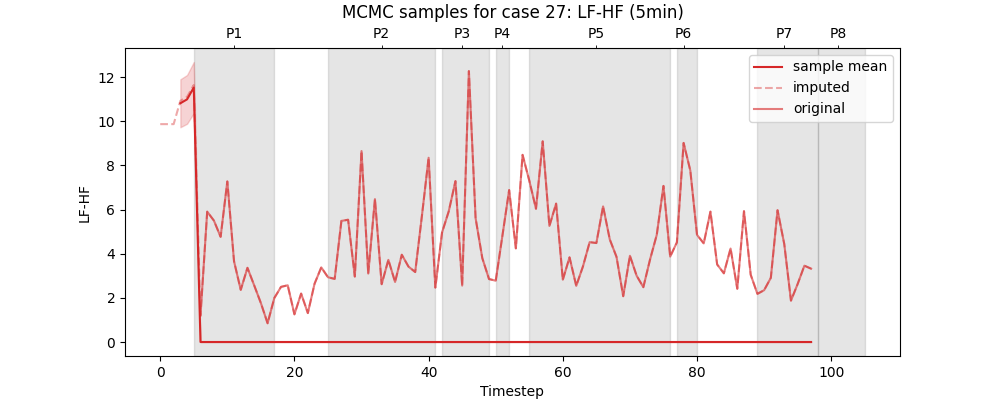 MCMC samples for case 27: LF-HF (5min)
P1 P2 P3 P4 P5 P6 P7 P8
sample mean
imputed
original
12
10
8
6
4
2
0
LF-HF
0 20 40 60 80 100
Timestep